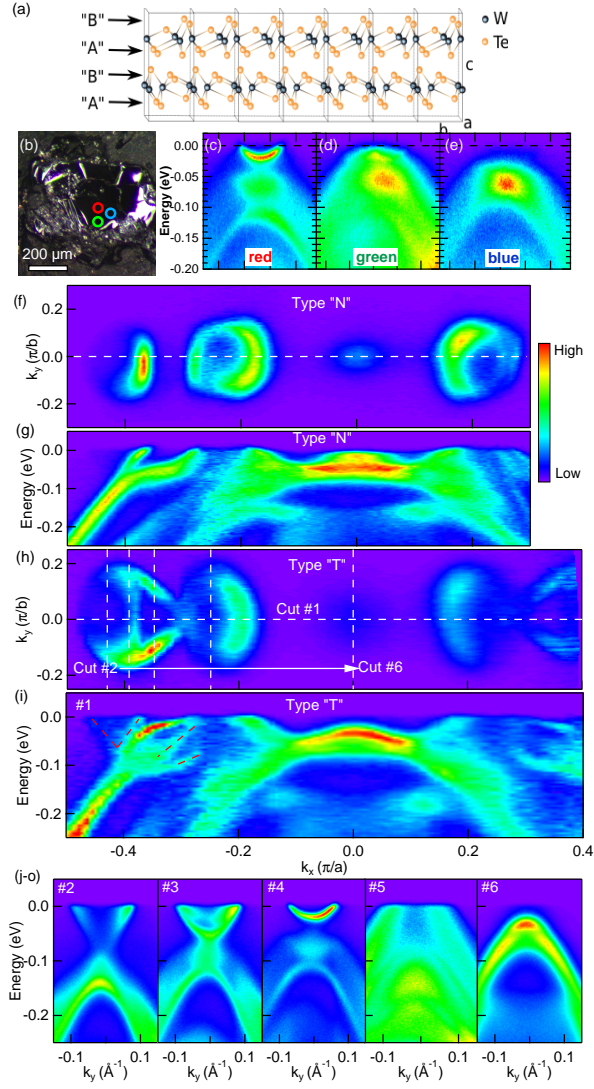 (a)
"B"
"A"
"B"
"A"
W
Te
c
b
a
(b)
200 µm
(c)
(d)
(e)
Energy (eV)
0.00
-0.05
-0.10
-0.15
-0.20
red
green
blue
(f)
Type "N"
k_y (π/b)
0.2
0.0
-0.2
High
Low
(g)
Type "N"
Energy (eV)
0.0
-0.1
-0.2
(h)
Type "T"
k_y (π/b)
0.2
0.0
-0.2
Cut #1
Cut #2
Cut #6
(i)
#1
Type "T"
Energy (eV)
0.0
-0.1
-0.2
-0.4
-0.2
0.0
0.2
0.4
k_x (π/a)
(j-o)
#2
#3
#4
#5
#6
Energy (eV)
0.0
-0.1
-0.2
-0.1 0.1
-0.1 0.1
-0.1 0.1
-0.1 0.1
-0.1 0.1
k_y (Å⁻¹)
k_y (Å⁻¹)
k_y (Å⁻¹)
k_y (Å⁻¹)
k_y (Å⁻¹)